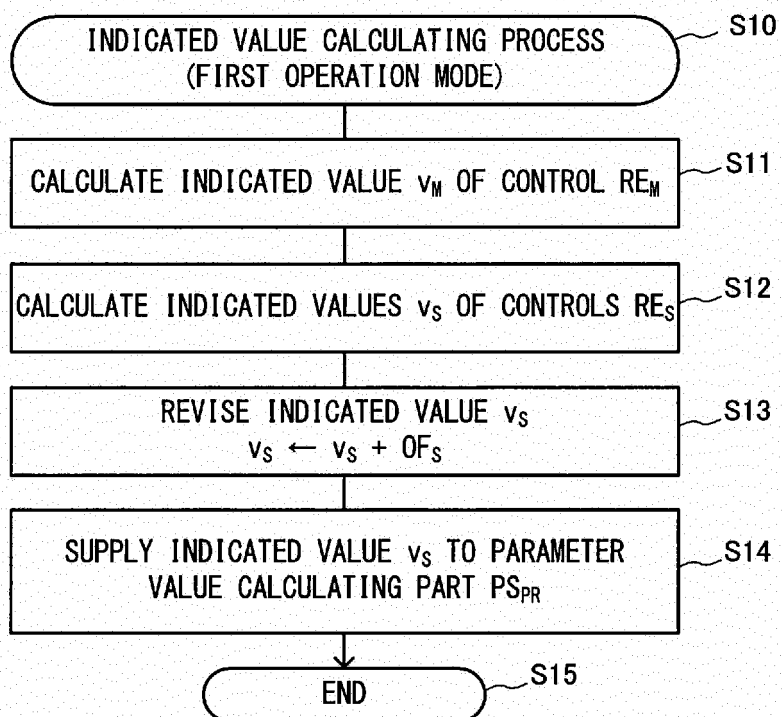 INDICATED VALUE CALCULATING PROCESS
(FIRST OPERATION MODE)
S10
CALCULATE INDICATED VALUE vM OF CONTROL REM
S11
CALCULATE INDICATED VALUES vS OF CONTROLS RES
S12
REVISE INDICATED VALUE vS
vS ← vS + OFS
S13
SUPPLY INDICATED VALUE vS TO PARAMETER
VALUE CALCULATING PART PSPR
S14
END
S15